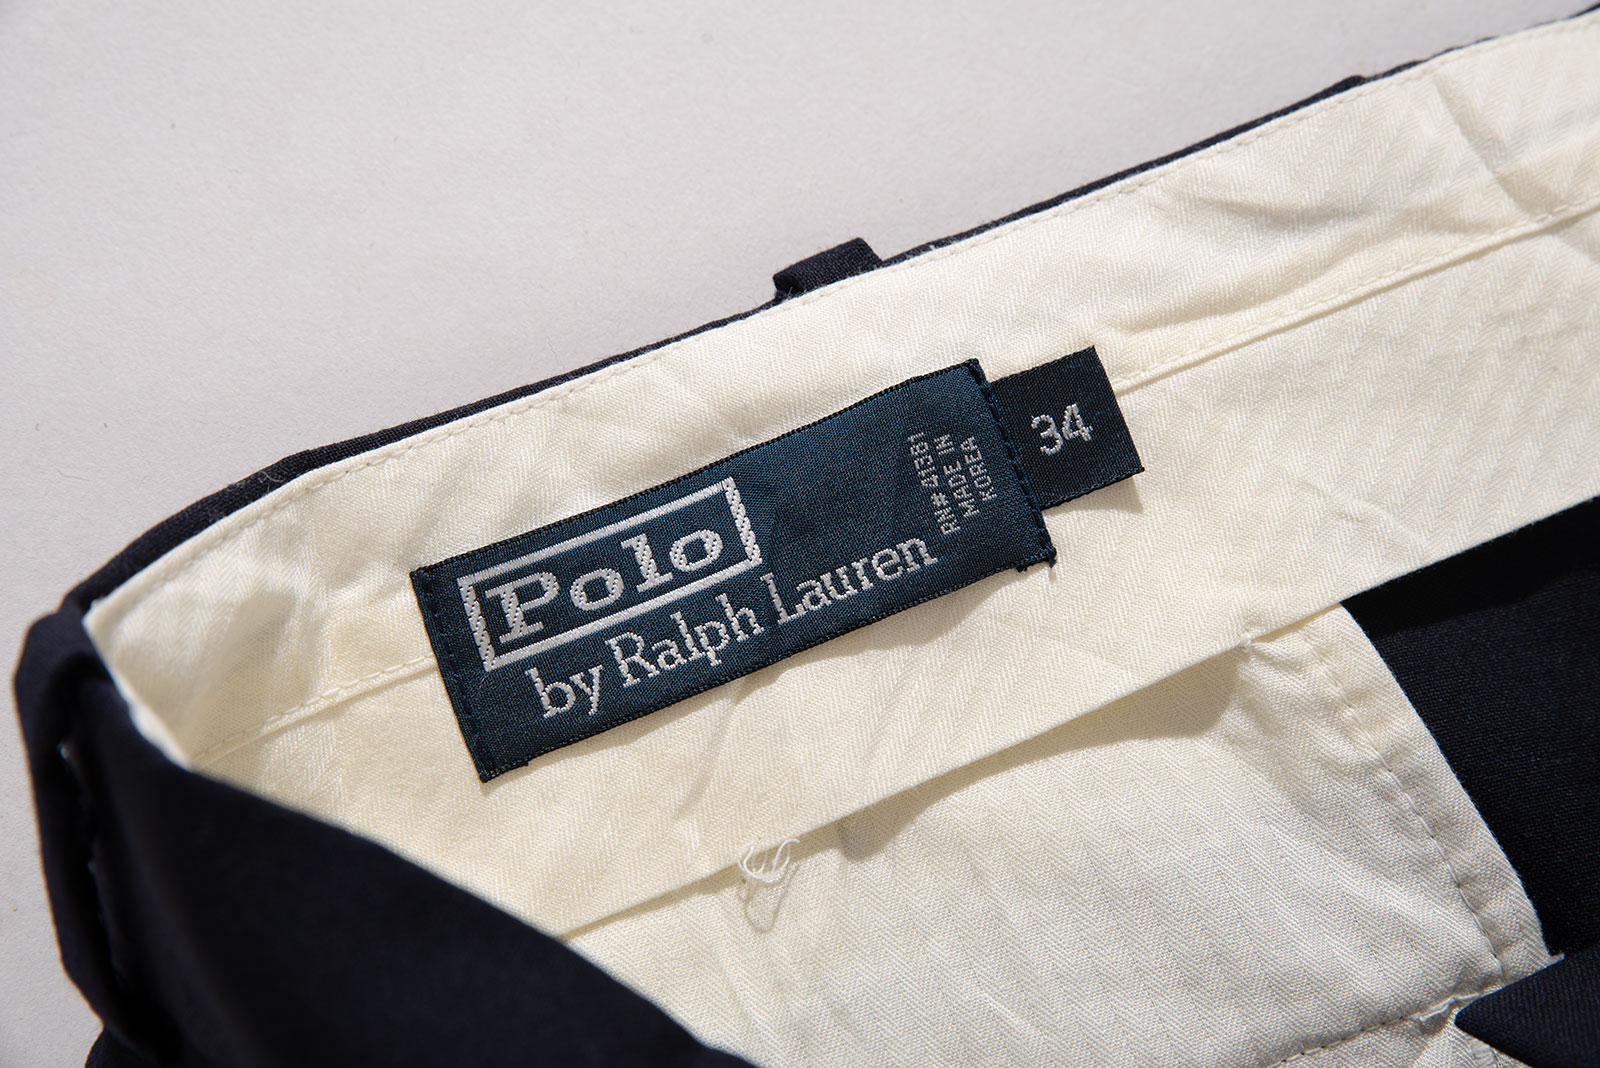 Polo
by Ralph Lauren
RN# 41381
MADE IN
KOREA
34